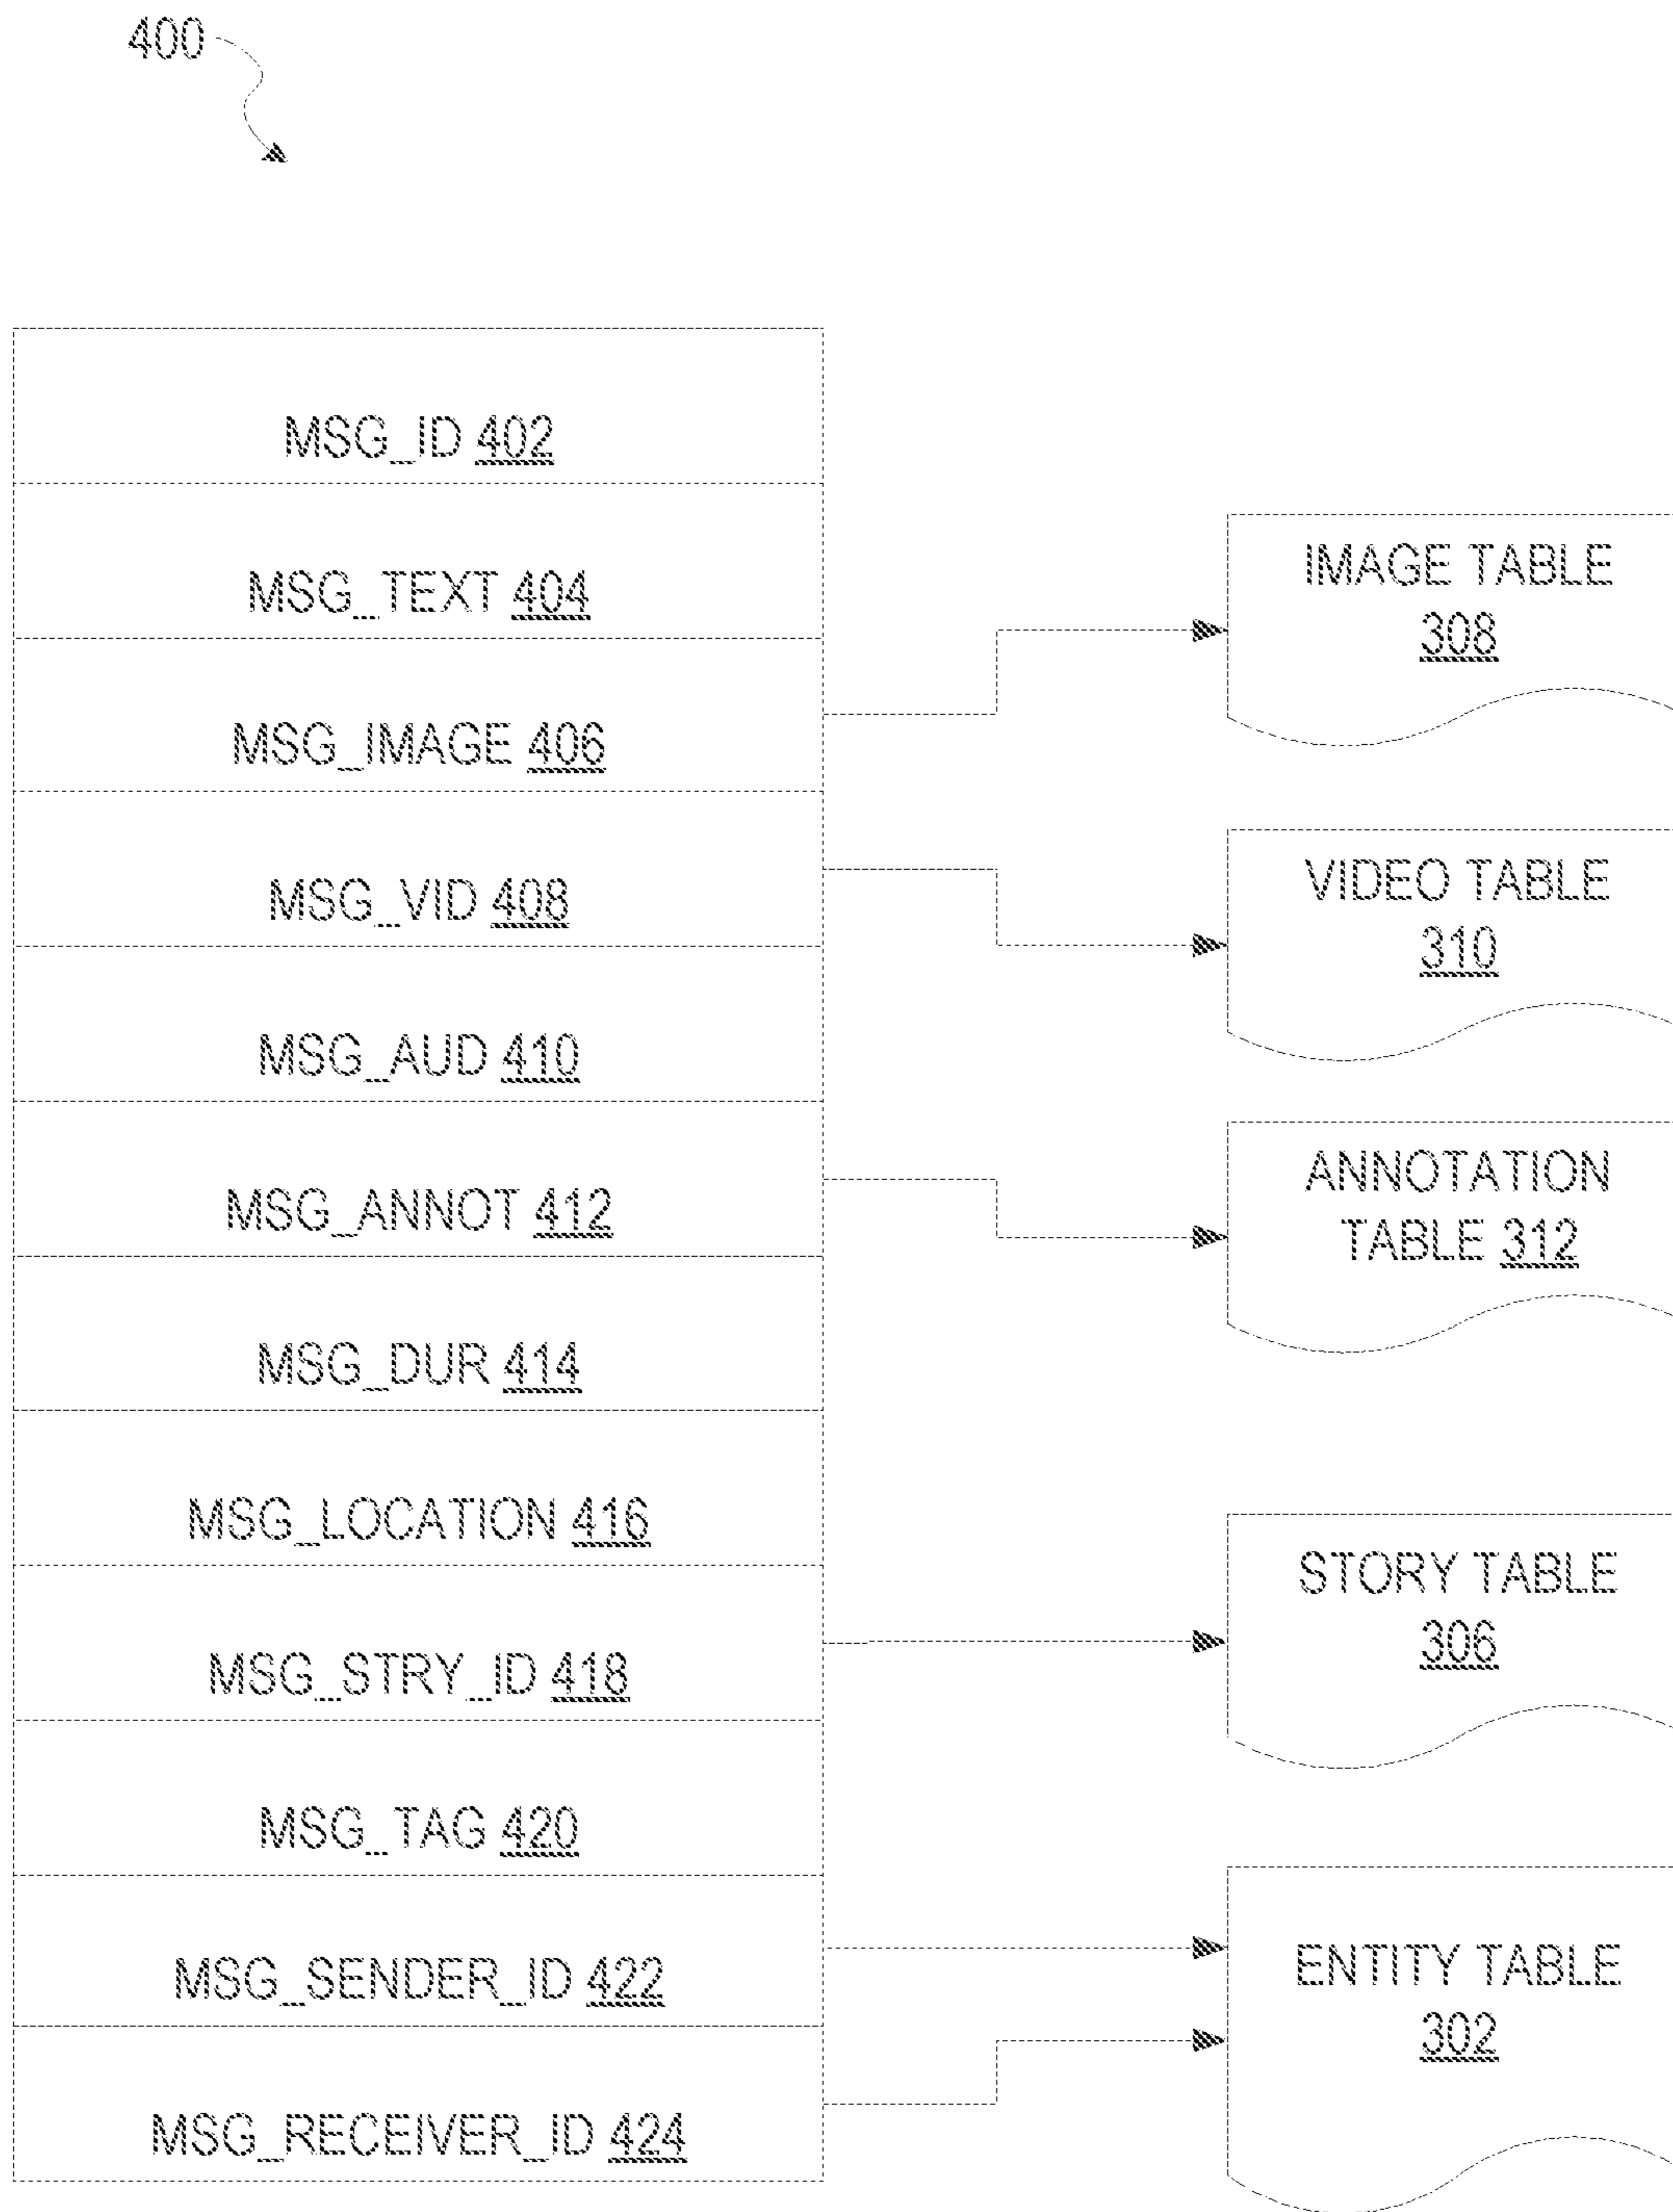 400
MSG_ID 402
MSG_TEXT 404
MSG_IMAGE 406
MSG_VID 408
MSG_AUD 410
MSG_ANNOT 412
MSG_DUR 414
MSG_LOCATION 416
MSG_STRY_ID 418
MSG_TAG 420
MSG_SENDER_ID 422
MSG_RECEIVER_ID 424
IMAGE TABLE
308
VIDEO TABLE
310
ANNOTATION
TABLE 312
STORY TABLE
306
ENTITY TABLE
302